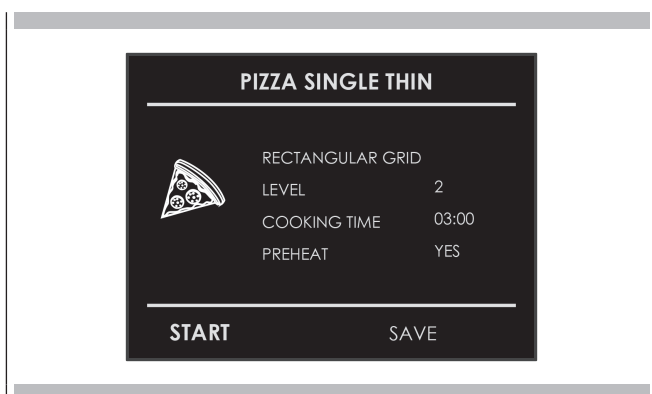 PIZZA SINGLE THIN
RECTANGULAR GRID
LEVEL 2
COOKING TIME 03:00
PREHEAT YES
START SAVE